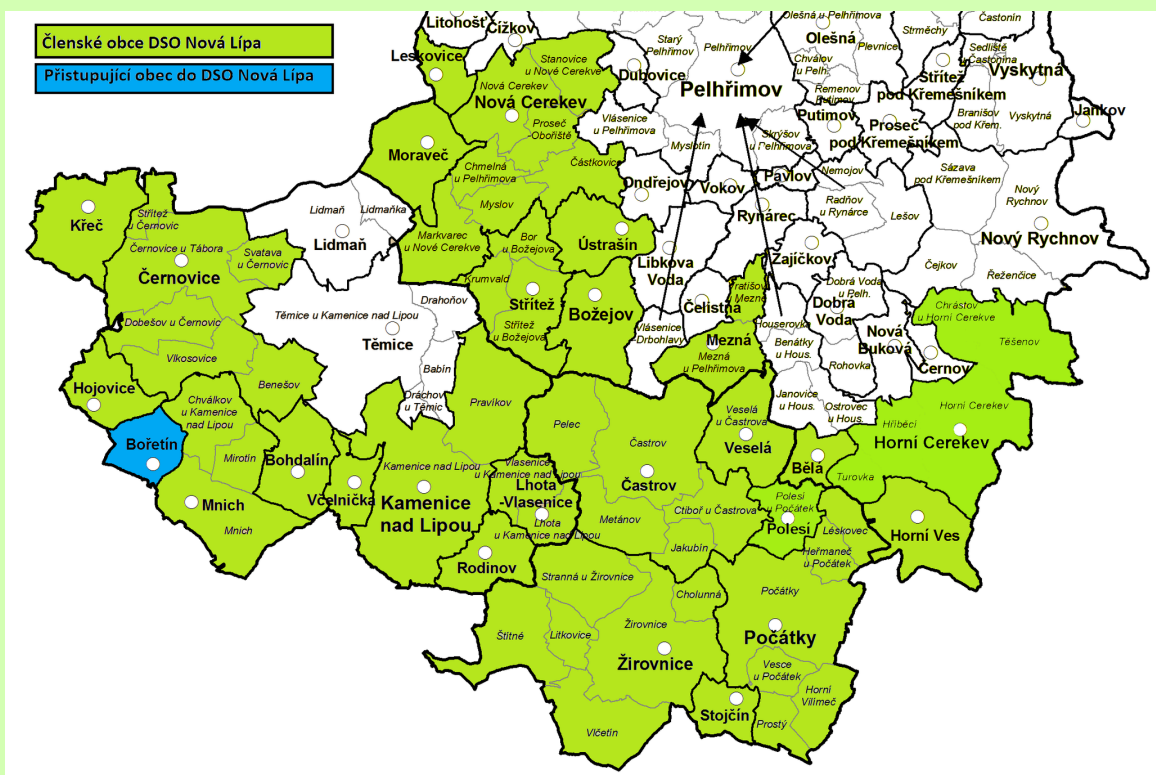 Členské obce DSO Nová Lípa
Přistupující obec do DSO Nová Lípa
Litohošť
Čížkov
Leskovice
Stanovice
u Nové Cerekve
Nová Cerekev
Nová Cerekev
Proseč
Obořiště
Moraveč
Chmelná
u Pelhřimova
Částkovice
Myslov
Markvarec
u Nové Cerekve
Bor
u Božejova
Ústrašín
Krumvald
Střítež
Střítež
u Božejova
Božejov
Starý
Pelhřimov
Pelhřimov
Dubovice
Pelhřimov
Vlásenice
u Pelhřimova
Myslotín
Skrýšov
u Pelhřimova
Olešná u Pelhřimova
Olešná
Plevnice
Chválov
u Pelh.
Řemenov
Putimov
Putimov
Strměchy
Častonín
Sedliště
u Častonína
Střítež
pod Křemešníkem
Vyskytná
Branišov
pod Křem.
Vyskytná
Jankov
Proseč
pod Křemešníkem
Sázava
pod Křemešníkem
Nový
Rychnov
Nový Rychnov
Čejkov
Řeženčice
Ondřejov
Vokov
Pavlov
Nemojov
Rynárec
Radňov
u Rynárce
Lešov
Zajíčkov
Libkova
Voda
Čelistná
Vratišov
u Mezné
Vlásenice
-Drbohlavy
Mezná
Mezná
u Pelhřimova
Houserovka
Benátky
u Hous.
Dobrá Voda
u Pelh.
Dobrá
Voda
Nová
Buková
Rohovka
Černov
Janovice
u Hous.
Ostrovec
u Hous.
Chrástov
u Horní Cerekve
Těšenov
Křeč
Střítež
u Černovic
Černovice u Tábora
Černovice
Svatava
u Černovic
Lidmaň
Lidmaňka
Lidmaň
Dobešov u Černovic
Vlkosovice
Benešov
Drahoňov
Těmice u Kamenice nad Lipou
Těmice
Babín
Dráchov
u Těmic
Pravíkov
Hojovice
Chválkov
u Kamenice
nad Lipou
Bořetín
Mirotín
Mnich
Mnich
Bohdalín
Včelnička
Kamenice nad Lipou
Kamenice
nad Lipou
Vlasenice
u Kamenice nad Lipou
Lhota
-Vlasenice
Lhota
u Kamenice nad Lipou
Rodinov
Pelec
Častrov
Častrov
Metánov
Ctiboř u Častrova
Jakubín
Veselá
u Častrova
Veselá
Bělá
Hříběcí
Horní Cerekev
Horní Cerekev
Turovka
Polesí
u Počátek
Polesí
Léskovec
Heřmaneč
u Počátek
Horní Ves
Stranná u Žirovnice
Cholunná
Štítné
Litkovice
Žirovnice
Žirovnice
Vlčetín
Počátky
Počátky
Vesce
u Počátek
Horní
Vilímeč
Stojčín
Prostý